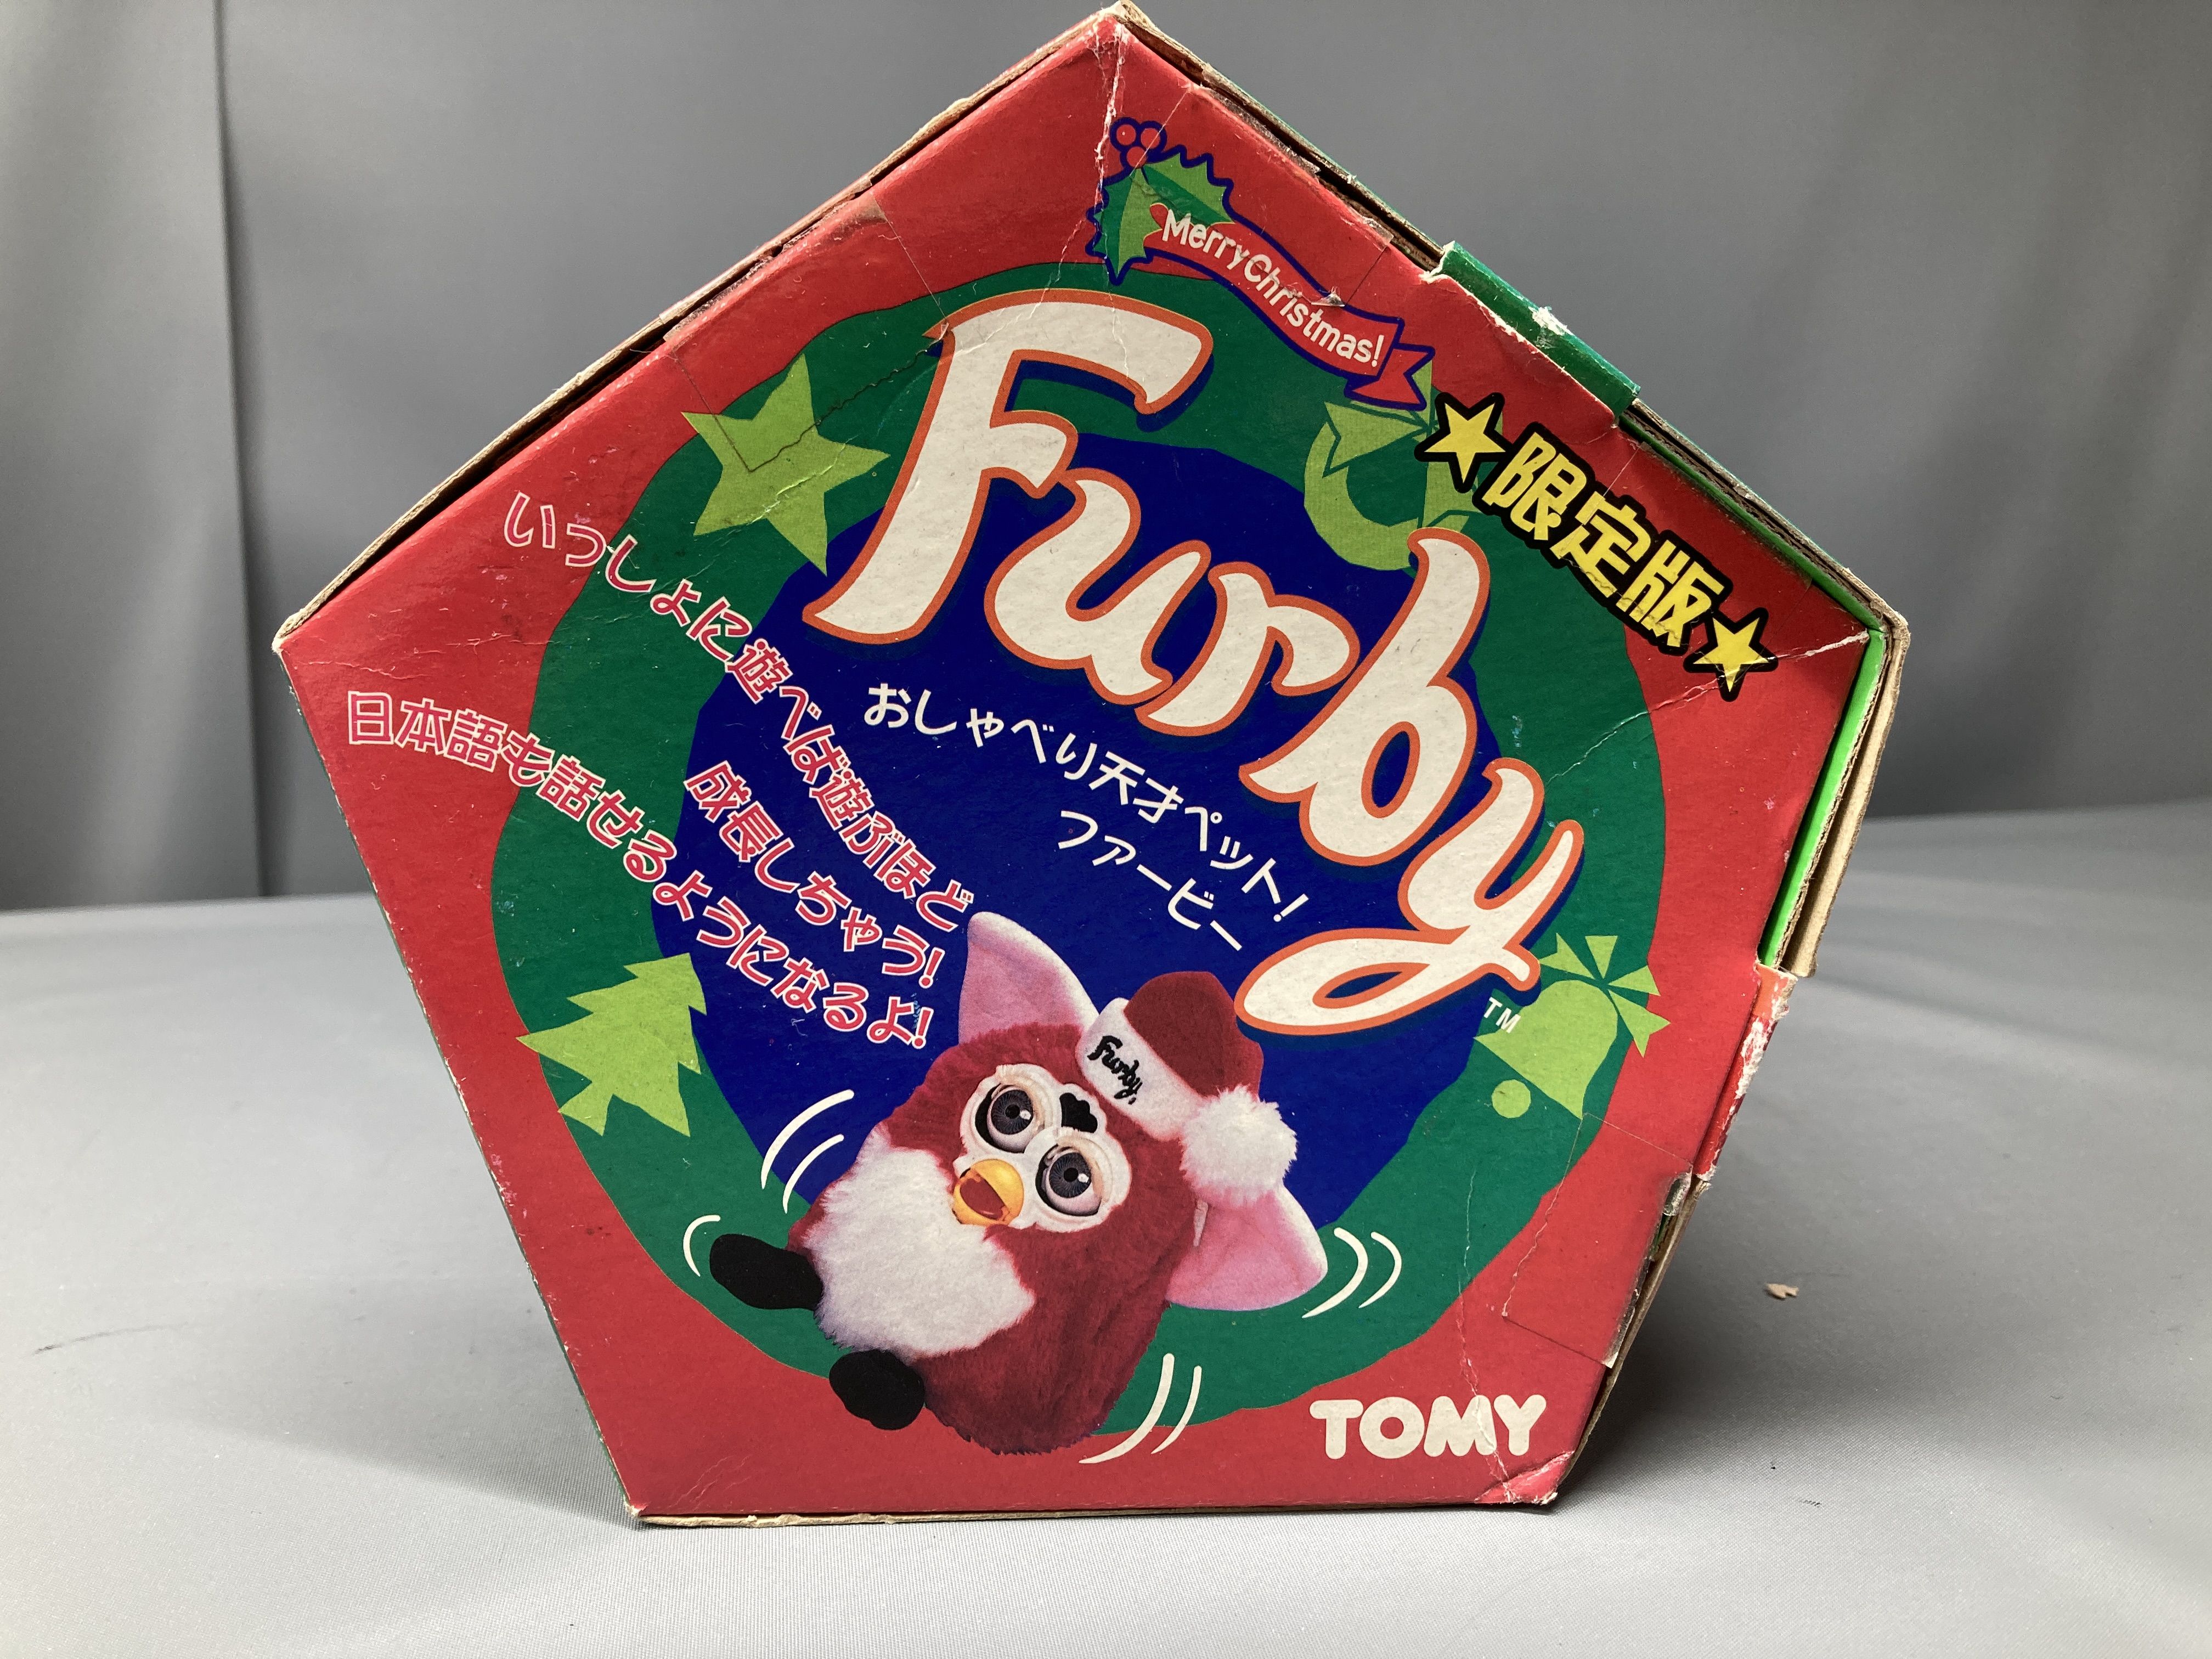 Merry Christmas!
★限定版★
Furby
TM
おしゃべり天才ペット!
ファービー
いっしょに遊べば遊ぶほど
成長しちゃう!
日本語も話せるようになるよ!
Furby
TOMY